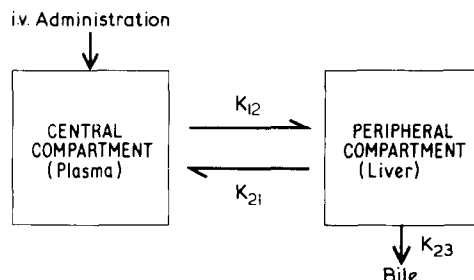 i.v. Administration
CENTRAL
COMPARTMENT
(Plasma)
K12
K21
PERIPHERAL
COMPARTMENT
(Liver)
K23
Bile